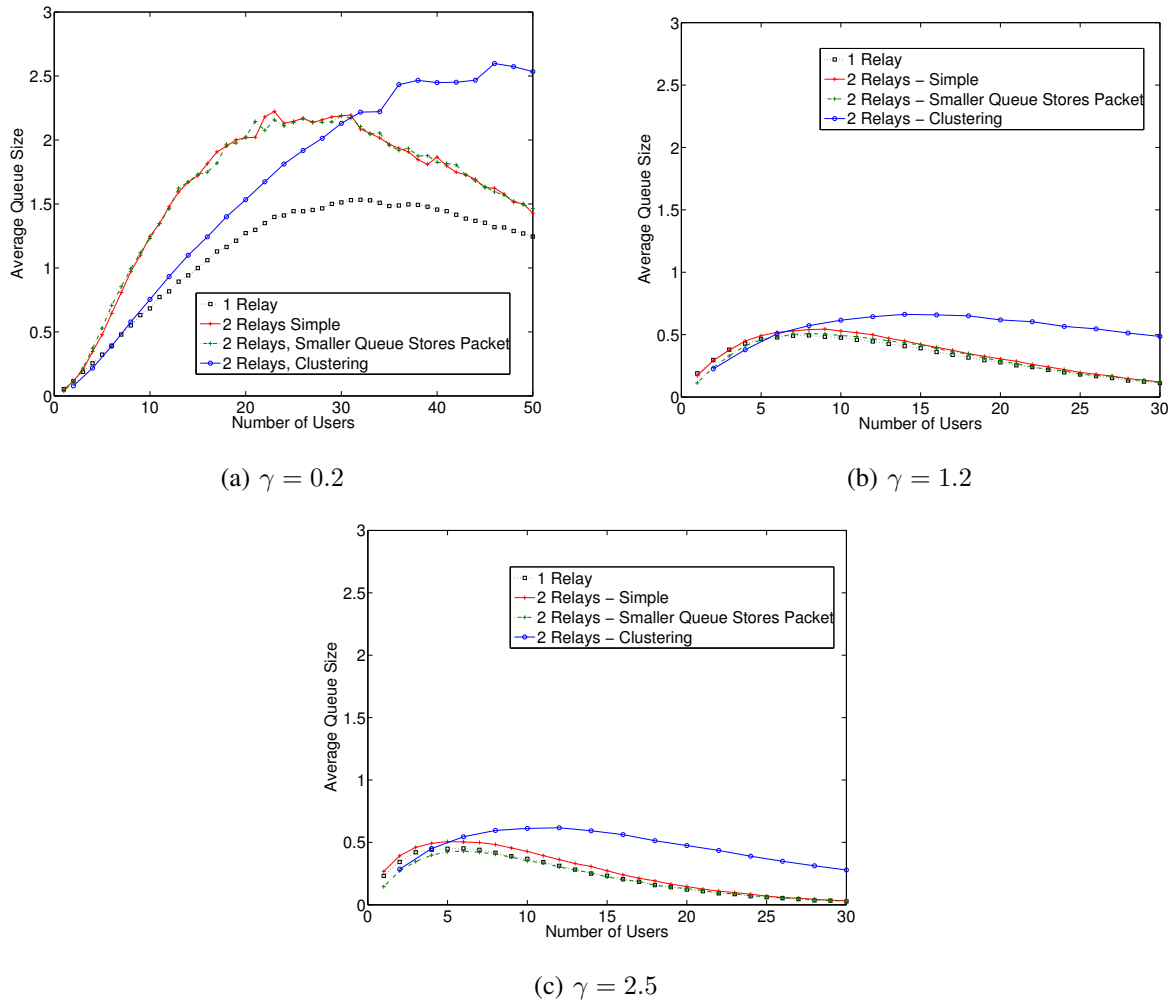 3
2.5
2
1.5
1
0.5
0
Average Queue Size
0 10 20 30 40 50
Number of Users
1 Relay
2 Relays Simple
2 Relays, Smaller Queue Stores Packet
2 Relays, Clustering
(a) γ = 0.2
3
2.5
2
1.5
1
0.5
0
Average Queue Size
0 5 10 15 20 25 30
Number of Users
1 Relay
2 Relays − Simple
2 Relays − Smaller Queue Stores Packet
2 Relays − Clustering
(b) γ = 1.2
3
2.5
2
1.5
1
0.5
0
Average Queue Size
0 5 10 15 20 25 30
Number of Users
1 Relay
2 Relays − Simple
2 Relays − Smaller Queue Stores Packet
2 Relays − Clustering
(c) γ = 2.5